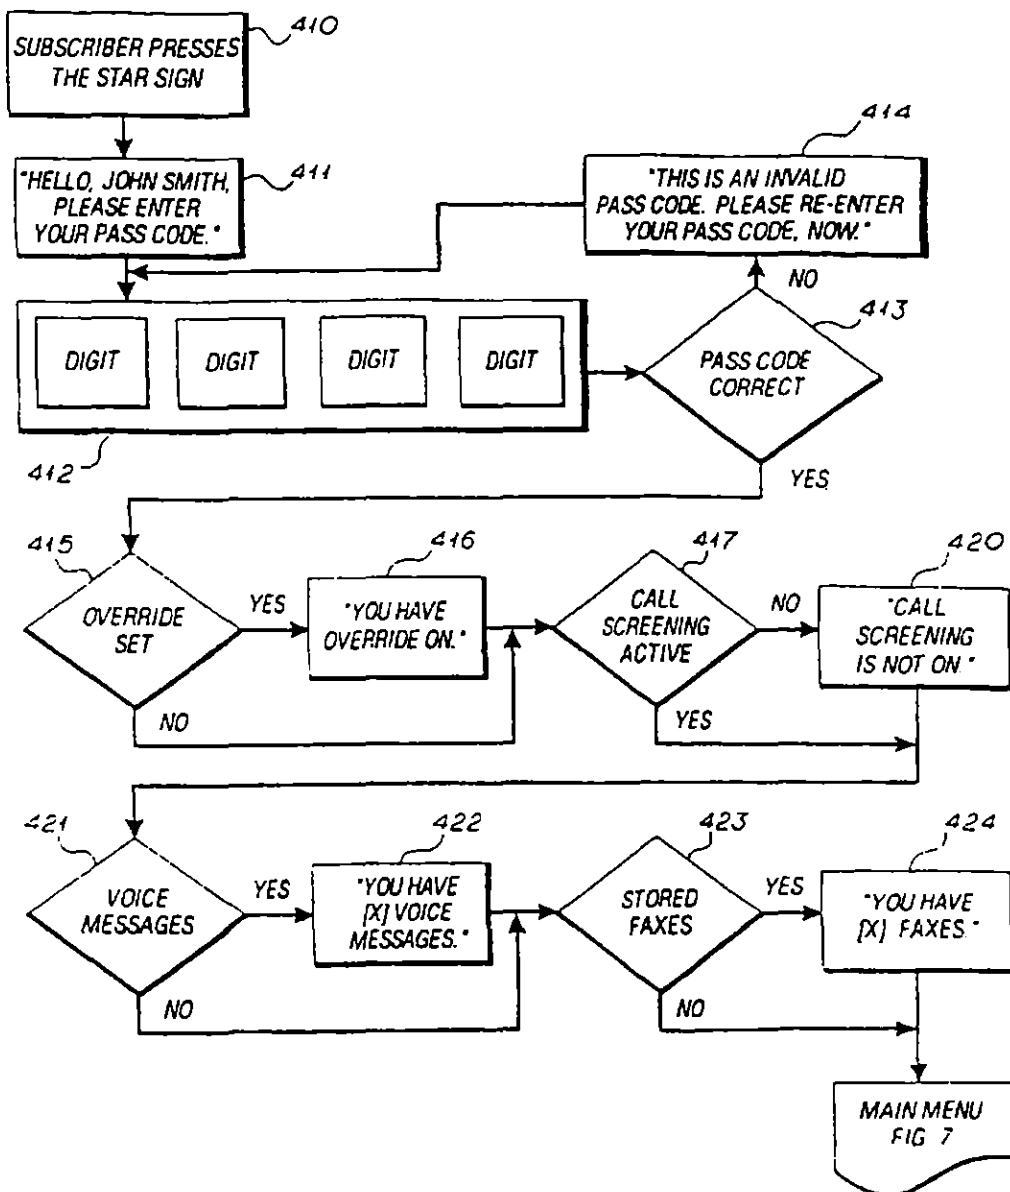 410
SUBSCRIBER PRESSES
THE STAR SIGN
411
"HELLO, JOHN SMITH,
PLEASE ENTER
YOUR PASS CODE."
414
"THIS IS AN INVALID
PASS CODE. PLEASE RE-ENTER
YOUR PASS CODE, NOW."
NO
413
DIGIT DIGIT DIGIT DIGIT
412
PASS CODE
CORRECT
YES
415
OVERRIDE
SET
YES
NO
416
"YOU HAVE
OVERRIDE ON."
417
CALL
SCREENING
ACTIVE
NO
YES
420
"CALL
SCREENING
IS NOT ON."
421
VOICE
MESSAGES
YES
NO
422
"YOU HAVE
[X] VOICE
MESSAGES."
423
STORED
FAXES
YES
NO
424
"YOU HAVE
[X] FAXES."
MAIN MENU
FIG 7